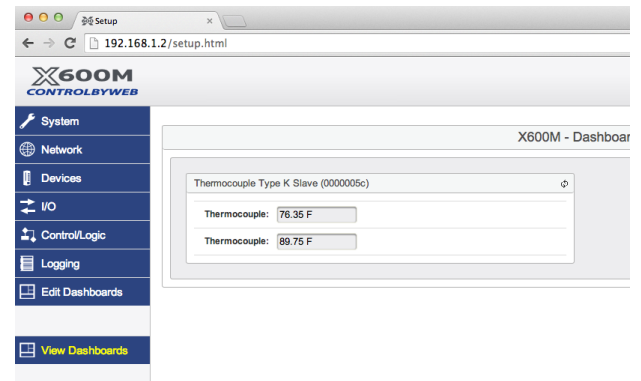 Setup
192.168.1.2/setup.html
X600M
CONTROLBYWEB
System
Network
Devices
I/O
Control/Logic
Logging
Edit Dashboards
View Dashboards
X600M - Dashboar
Thermocouple Type K Slave (0000005c)
Thermocouple: 76.35 F
Thermocouple: 89.75 F